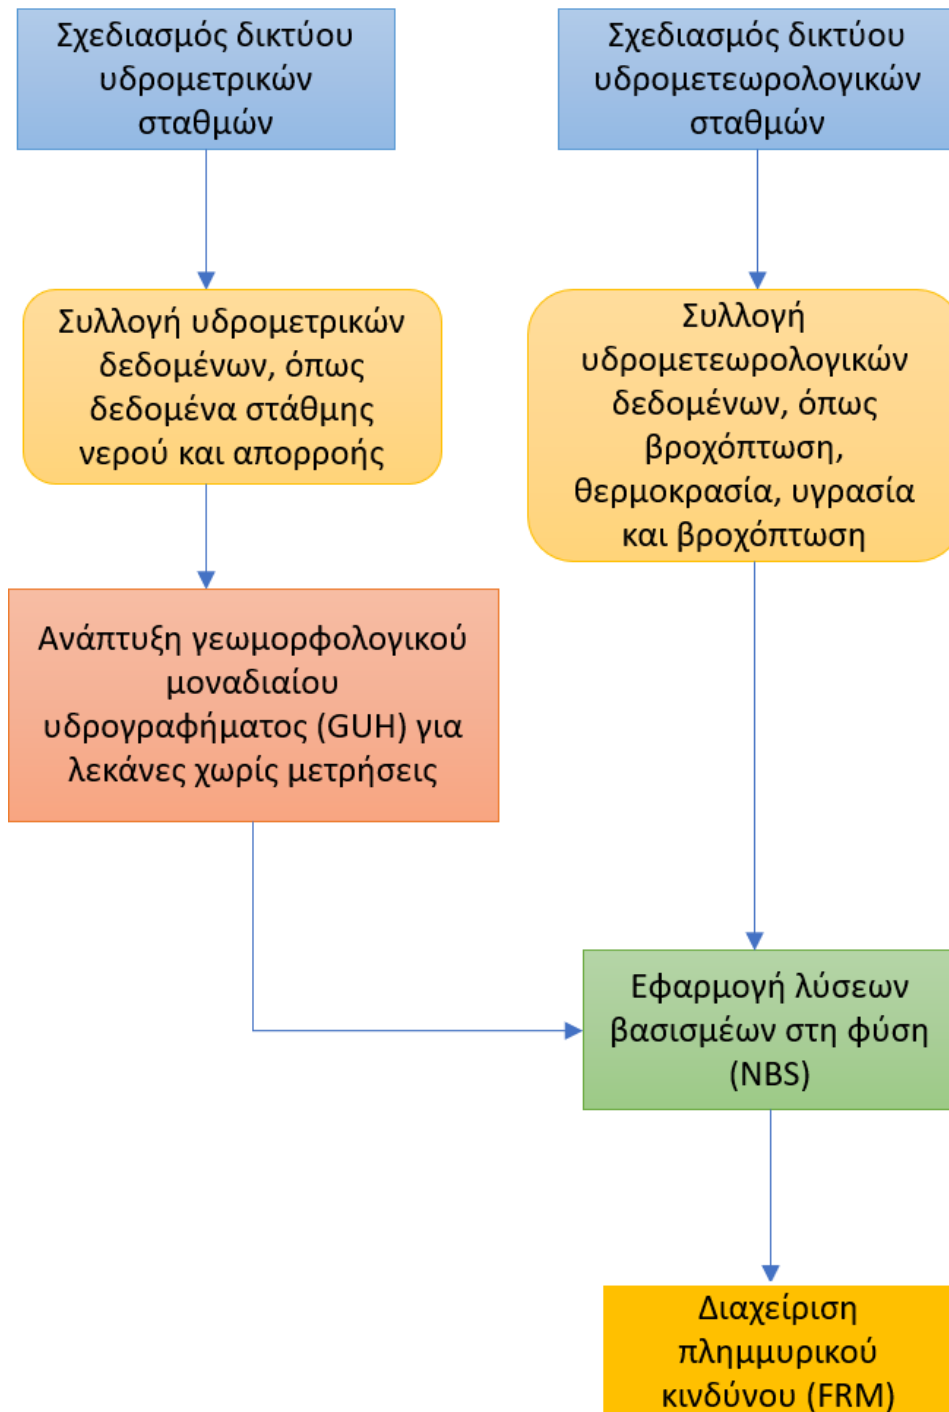 Σχεδιασμός δικτύου
υδρομετρικών
σταθμών
Σχεδιασμός δικτύου
υδρομετεωρολογικών
σταθμών
Συλλογή υδρομετρικών
δεδομένων, όπως
δεδομένα στάθμης
νερού και απορροής
Συλλογή
υδρομετεωρολογικών
δεδομένων, όπως
βροχόπτωση,
θερμοκρασία, υγρασία
και βροχόπτωση
Ανάπτυξη γεωμορφολογικού
μοναδιαίου
υδρογραφήματος (GUH) για
λεκάνες χωρίς μετρήσεις
Εφαρμογή λύσεων
βασισμέων στη φύση
(NBS)
Διαχείριση
πλημμυρικού
κινδύνου (FRM)